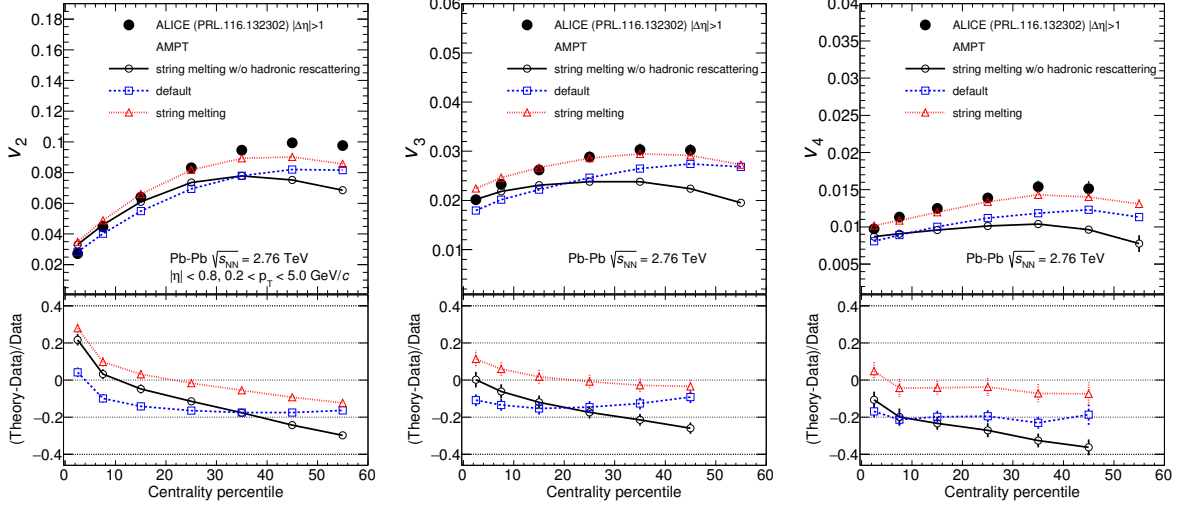 0.18
0.16
0.14
0.12
0.1
0.08
0.06
0.04
0.02
v2
ALICE (PRL.116.132302) |Δη|>1
AMPT
string melting w/o hadronic rescattering
default
string melting
Pb-Pb √sNN = 2.76 TeV
|η| < 0.8, 0.2 < pT < 5.0 GeV/c
0.4
0.2
0
−0.2
−0.4
(Theory-Data)/Data
0 10 20 30 40 50 60
Centrality percentile
0.06
0.05
0.04
0.03
0.02
0.01
v3
ALICE (PRL.116.132302) |Δη|>1
AMPT
string melting w/o hadronic rescattering
default
string melting
Pb-Pb √sNN = 2.76 TeV
0.4
0.2
0
−0.2
−0.4
(Theory-Data)/Data
0 10 20 30 40 50 60
Centrality percentile
0.04
0.035
0.03
0.025
0.02
0.015
0.01
0.005
v4
ALICE (PRL.116.132302) |Δη|>1
AMPT
string melting w/o hadronic rescattering
default
string melting
Pb-Pb √sNN = 2.76 TeV
0.4
0.2
0
−0.2
−0.4
(Theory-Data)/Data
0 10 20 30 40 50 60
Centrality percentile